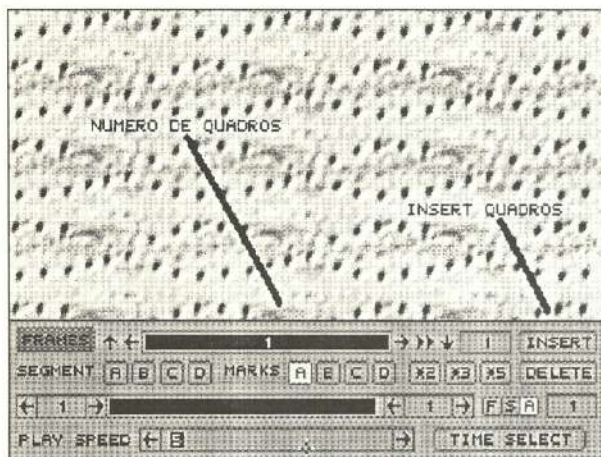 NUMERO DE QUADROS
INSERT QUADROS
FRAMES ↑ ← 1 → ▸▸ ↓ 1 INSERT
SEGMENT A B C D MARKS A B C D x2 x3 x5 DELETE
← 1 → ← 1 → F S A 1
PLAY SPEED ← → TIME SELECT